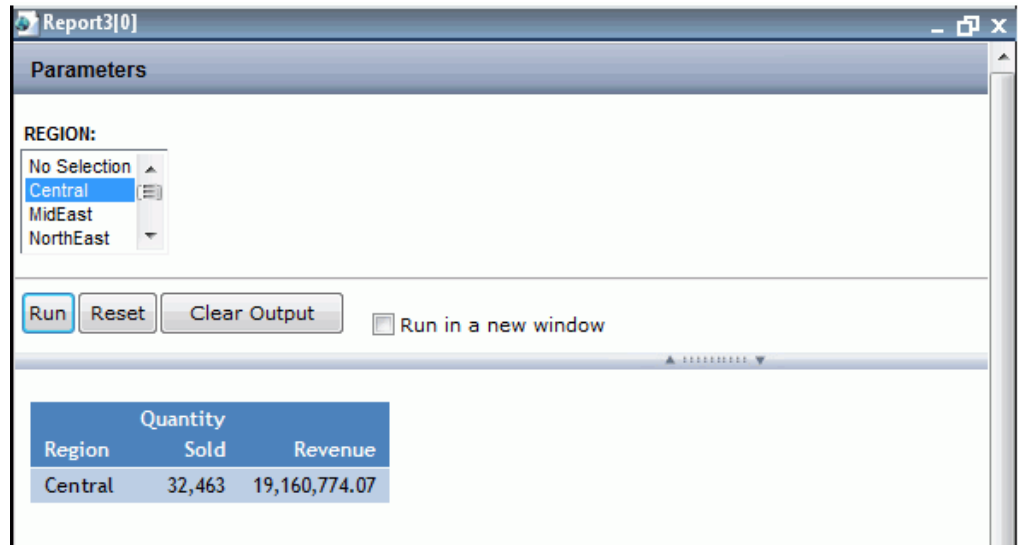 Report3[0]
Parameters
REGION:
No Selection
Central
MidEast
NorthEast
Run Reset Clear Output Run in a new window
Quantity
Region Sold Revenue
Central 32,463 19,160,774.07